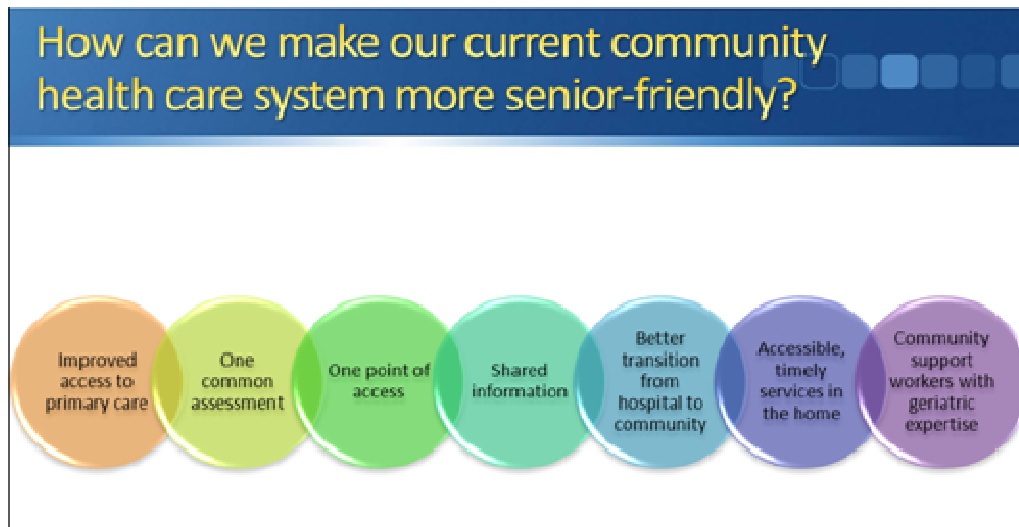 How can we make our current community
health care system more senior-friendly?
Improved
access to
primary care
One
common
assessment
One point of
access
Shared
information
Better
transition
from
hospital to
community
Accessible,
timely
services in
the home
Community
support
workers with
geriatric
expertise